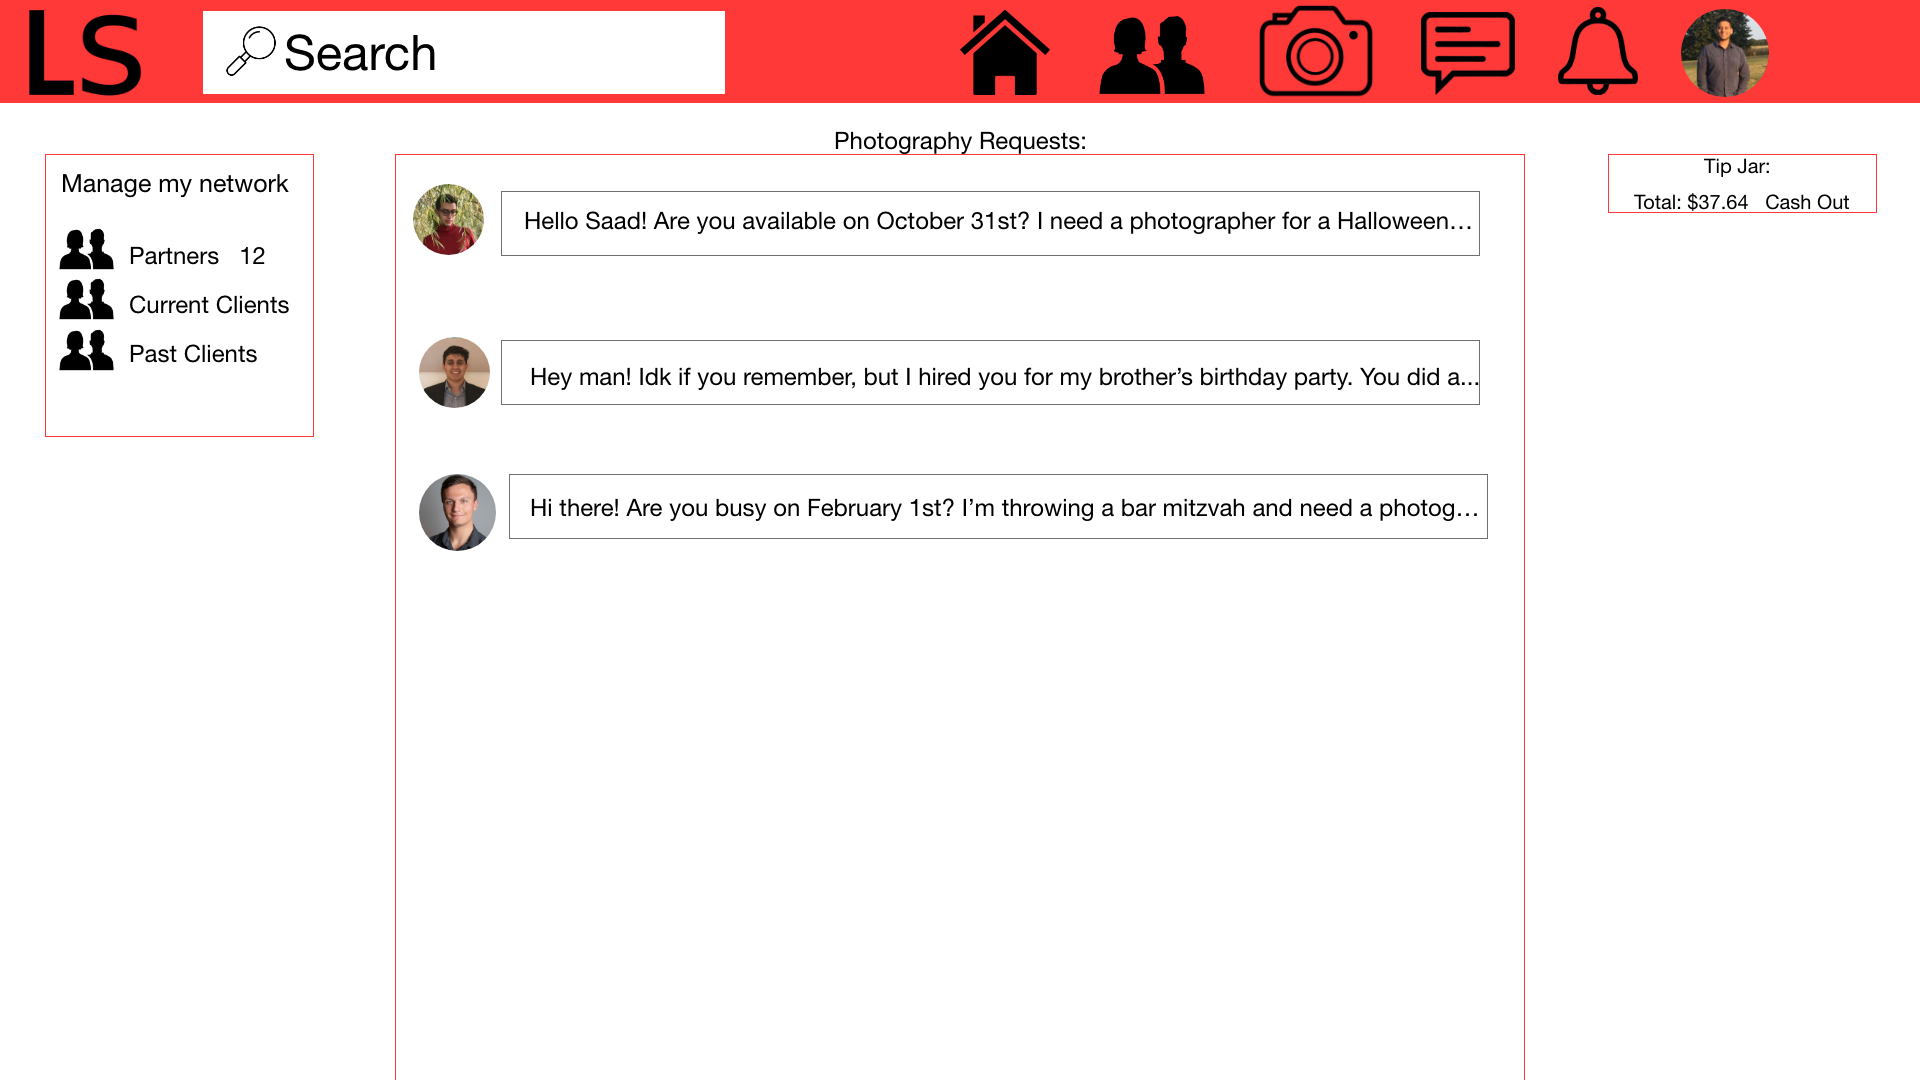 LS
Search
Photography Requests:
Manage my network
Partners 12
Current Clients
Past Clients
Hello Saad! Are you available on October 31st? I need a photographer for a Halloween…
Hey man! Idk if you remember, but I hired you for my brother’s birthday party. You did a...
Hi there! Are you busy on February 1st? I’m throwing a bar mitzvah and need a photog…
Tip Jar:
Total: $37.64 Cash Out